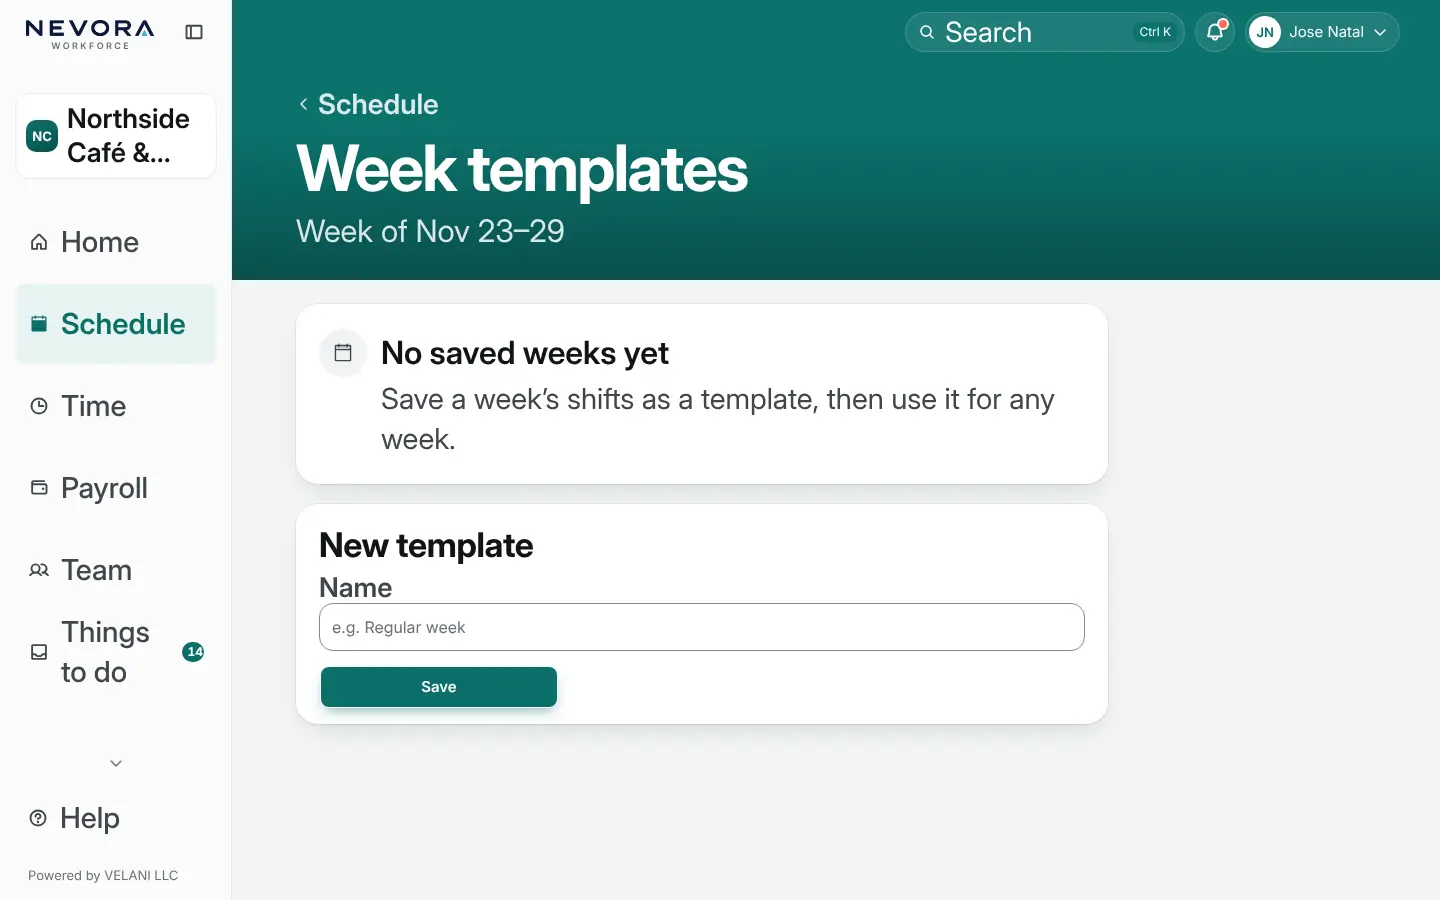 NEVORA
WORKFORCE
Search
Ctrl K
JN
Jose Natal
NC
Northside
Café &...
Home
Schedule
Time
Payroll
Team
Things
to do
14
Help
Powered by VELANI LLC
Schedule
Week templates
Week of Nov 23–29
No saved weeks yet
Save a week’s shifts as a template, then use it for any
week.
New template
Name
e.g. Regular week
Save